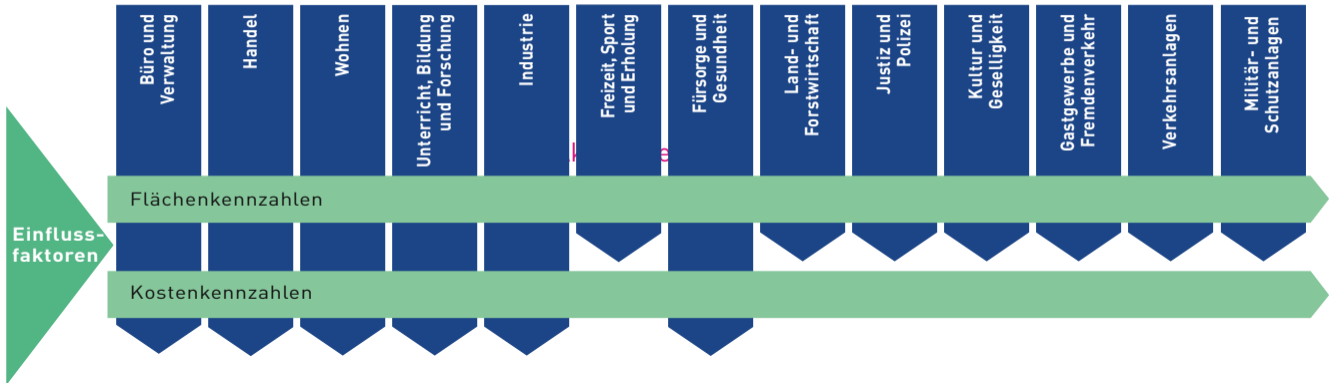 Büro und
Verwaltung
Handel
Wohnen
Unterricht, Bildung
und Forschung
Industrie
Freizeit, Sport
und Erholung
Fürsorge und
Gesundheit
Land- und
Forstwirtschaft
Justiz und
Polizei
Kultur und
Geselligkeit
Gastgewerbe und
Fremdenverkehr
Verkehrsanlagen
Militär- und
Schutzanlagen
Flächenkennzahlen
Einfluss-
faktoren
Kostenkennzahlen